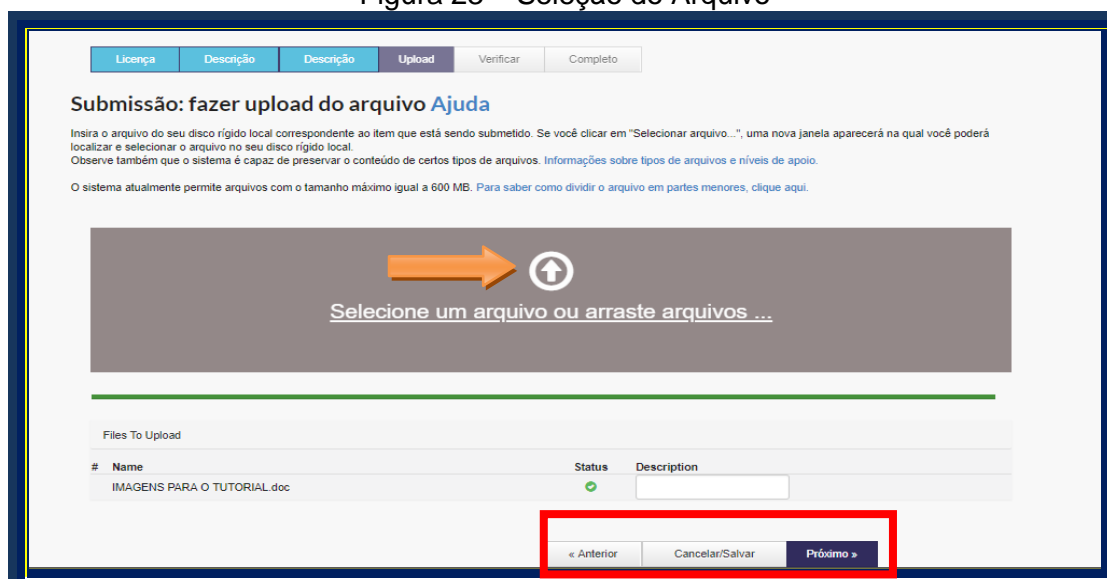 Figura 28 – Seleção do Arquivo
Licença Descrição Descrição Upload Verificar Completo
Submissão: fazer upload do arquivo Ajuda
Insira o arquivo do seu disco rígido local correspondente ao item que está sendo submetido. Se você clicar em "Selecionar arquivo...", uma nova janela aparecerá na qual você poderá
localizar e selecionar o arquivo no seu disco rígido local.
Observe também que o sistema é capaz de preservar o conteúdo de certos tipos de arquivos. Informações sobre tipos de arquivos e níveis de apoio.
O sistema atualmente permite arquivos com o tamanho máximo igual a 600 MB. Para saber como dividir o arquivo em partes menores, clique aqui.
Selecione um arquivo ou arraste arquivos ...
Files To Upload
# Name Status Description
IMAGENS PARA O TUTORIAL.doc
« Anterior Cancelar/Salvar Próximo »